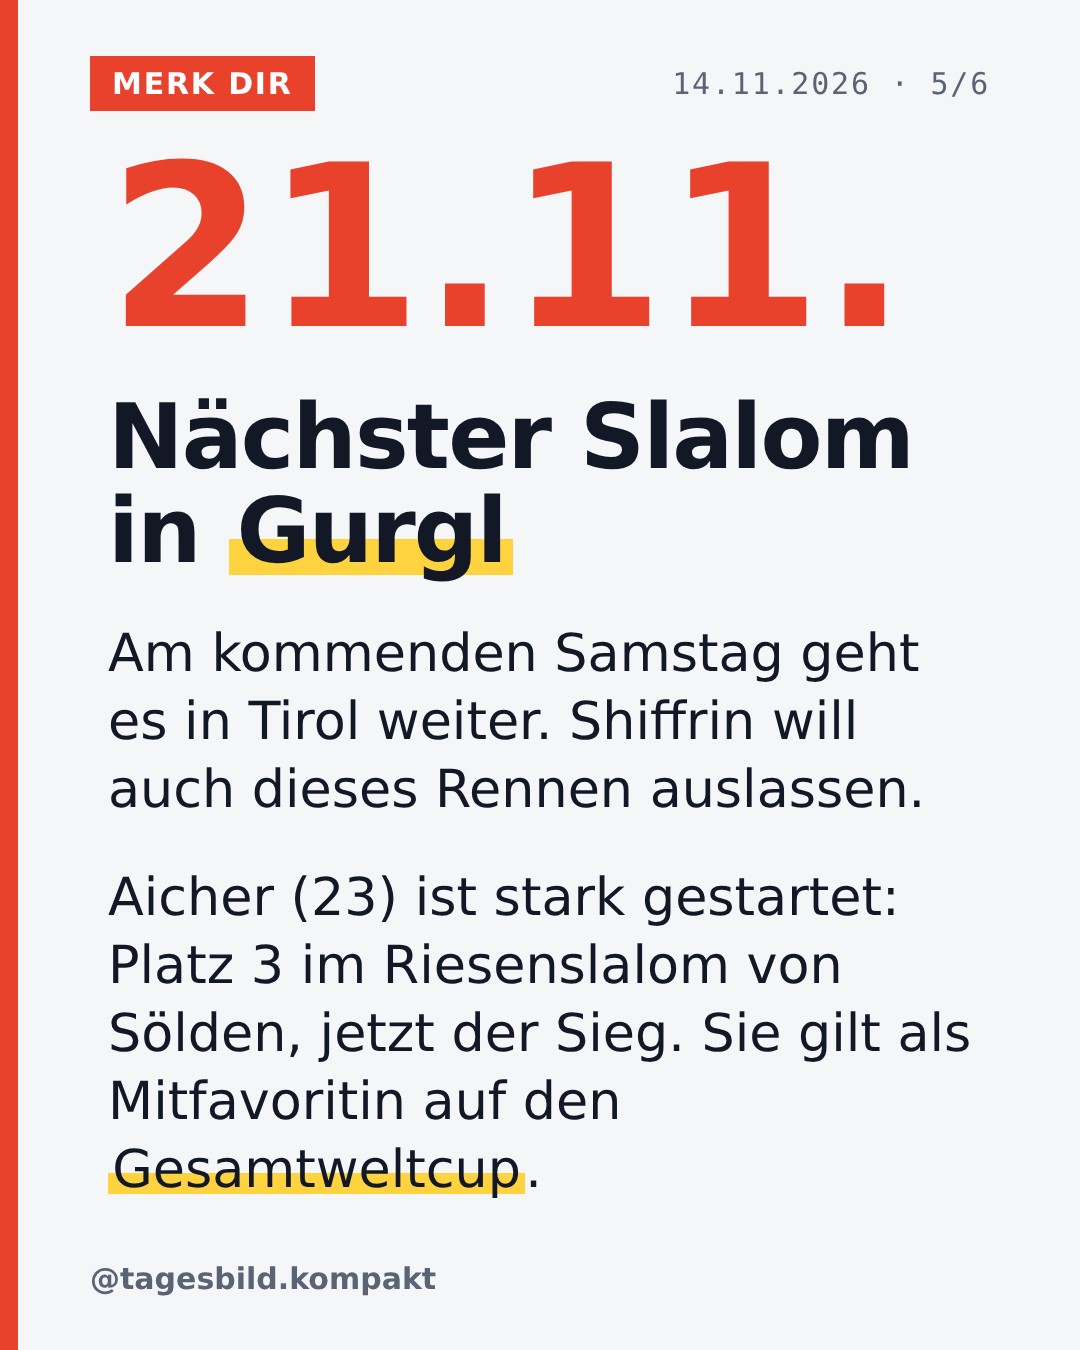 MERK DIR
14.11.2026 · 5/6
21.11.
Nächster Slalom
in Gurgl
Am kommenden Samstag geht
es in Tirol weiter. Shiffrin will
auch dieses Rennen auslassen.
Aicher (23) ist stark gestartet:
Platz 3 im Riesenslalom von
Sölden, jetzt der Sieg. Sie gilt als
Mitfavoritin auf den
Gesamtweltcup.
@tagesbild.kompakt